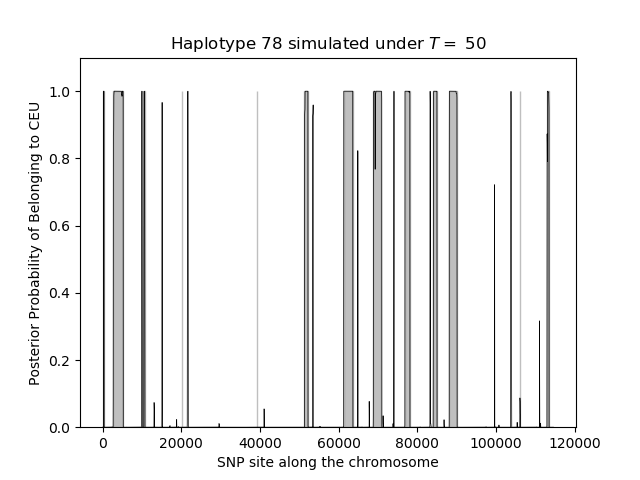 Haplotype 78 simulated under T = 50
Posterior Probability of Belonging to CEU
1.0
0.8
0.6
0.4
0.2
0.0
0 20000 40000 60000 80000 100000 120000
SNP site along the chromosome